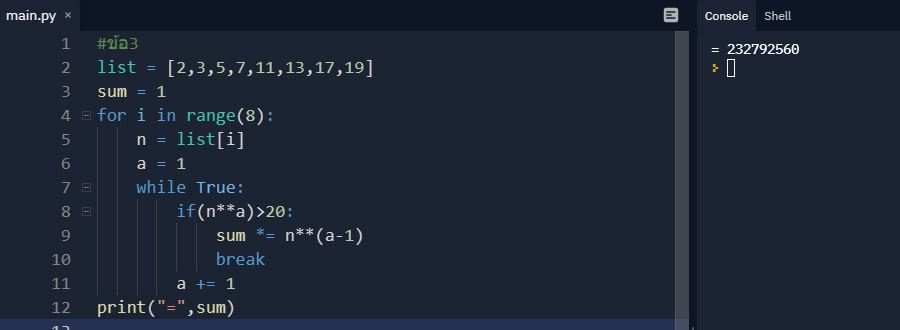 main.py ×
Console Shell
1 #ข้อ3
2 list = [2,3,5,7,11,13,17,19]
3 sum = 1
4 for i in range(8):
5 n = list[i]
6 a = 1
7 while True:
8 if(n**a)>20:
9 sum *= n**(a-1)
10 break
11 a += 1
12 print("=",sum)
13
= 232792560